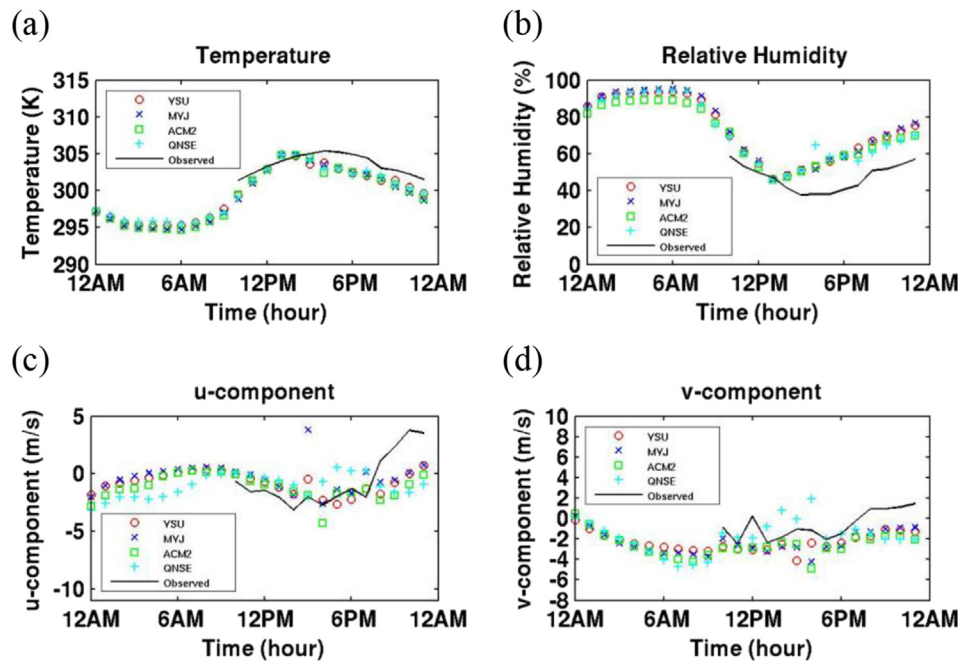 (a)
Temperature
Temperature (K)
315
310
305
300
295
290
YSU
MYJ
ACM2
QNSE
Observed
12AM 6AM 12PM 6PM 12AM
Time (hour)
(b)
Relative Humidity
Relative Humidity (%)
100
80
60
40
20
0
YSU
MYJ
ACM2
QNSE
Observed
12AM 6AM 12PM 6PM 12AM
Time (hour)
(c)
u-component
u-component (m/s)
5
0
-5
-10
YSU
MYJ
ACM2
QNSE
Observed
12AM 6AM 12PM 6PM 12AM
Time (hour)
(d)
v-component
v-component (m/s)
10
8
6
4
2
0
-2
-4
-6
-8
YSU
MYJ
ACM2
QNSE
Observed
12AM 6AM 12PM 6PM 12AM
Time (hour)